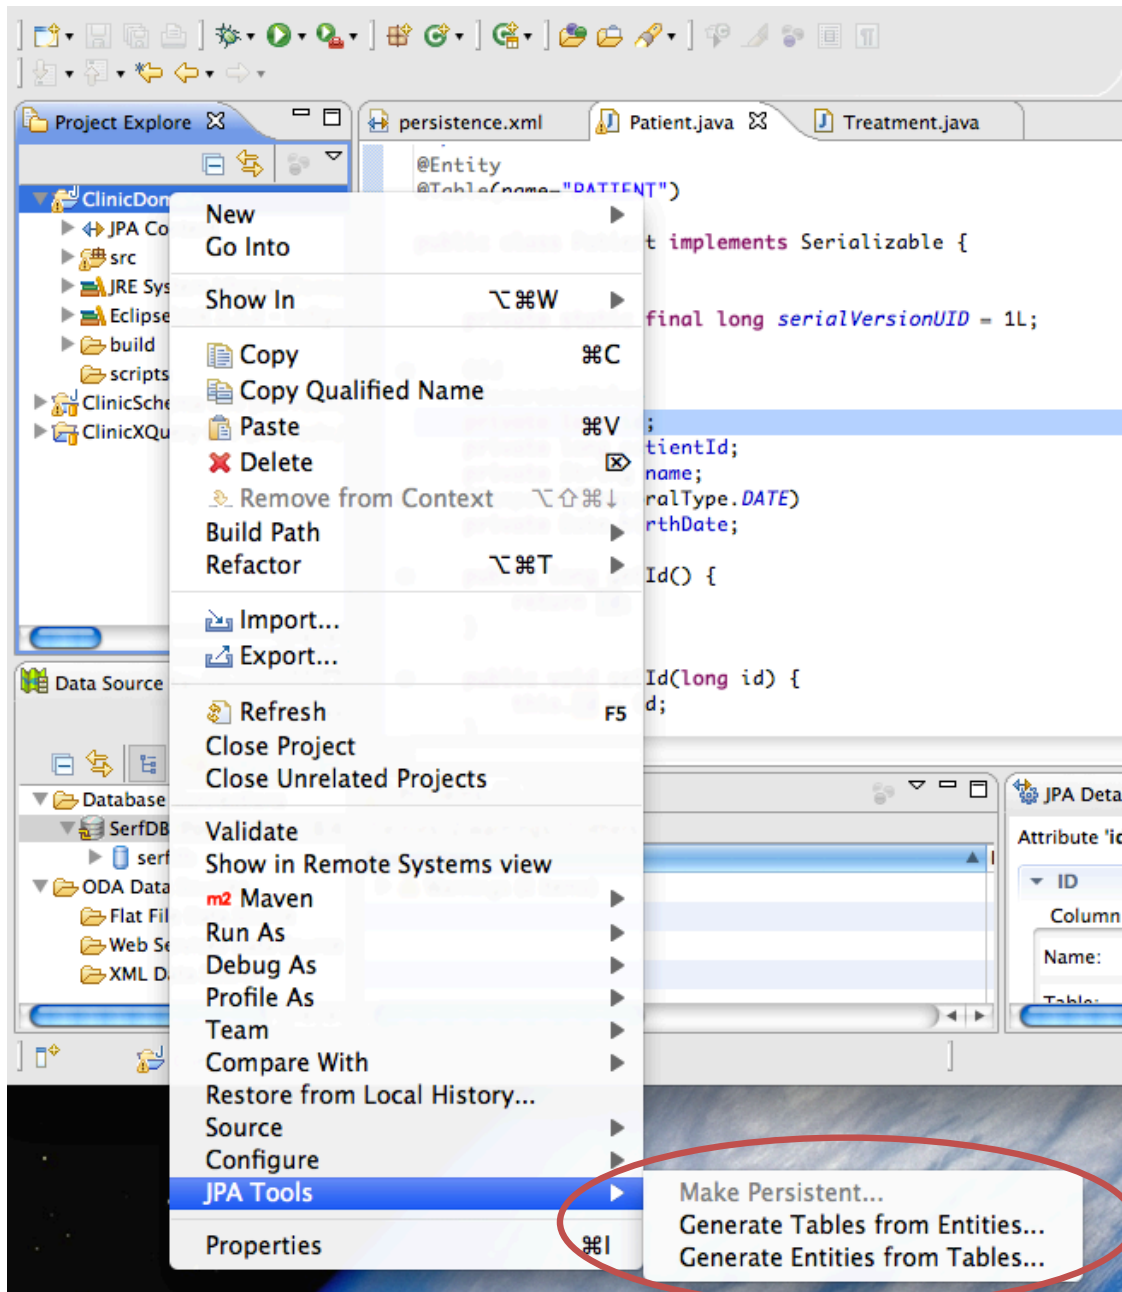 Project Explore
persistence.xml
Patient.java
Treatment.java
@Entity
@Table(name="PATIENT")
implements Serializable {
final long serialVersionUID = 1L;
;
tientId;
name;
ralType.DATE)
rthDate;
Id() {
Id(long id) {
d;
ClinicDom
JPA Co
src
JRE Sys
Eclipse
build
scripts
ClinicSche
ClinicXQu
New
Go Into
Show In ⌥⌘W
Copy ⌘C
Copy Qualified Name
Paste ⌘V
Delete ⌦
Remove from Context ⌥⇧⌘↓
Build Path
Refactor ⌥⌘T
Import...
Export...
Refresh F5
Close Project
Close Unrelated Projects
Validate
Show in Remote Systems view
m2 Maven
Run As
Debug As
Profile As
Team
Compare With
Restore from Local History...
Source
Configure
JPA Tools
Properties ⌘I
Make Persistent...
Generate Tables from Entities...
Generate Entities from Tables...
Data Source
Database
SerfDB
serf
ODA Data
Flat Fil
Web Se
XML D
JPA Deta
Attribute 'id
ID
Column
Name:
Table: